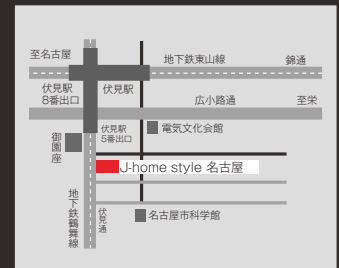 至名古屋
地下鉄東山線
錦通
伏見駅
8番出口
伏見駅
広小路通
至栄
伏見駅
5番出口
電気文化会館
御園座
J-home style 名古屋
地下鉄鶴舞線
伏見通
名古屋市科学館